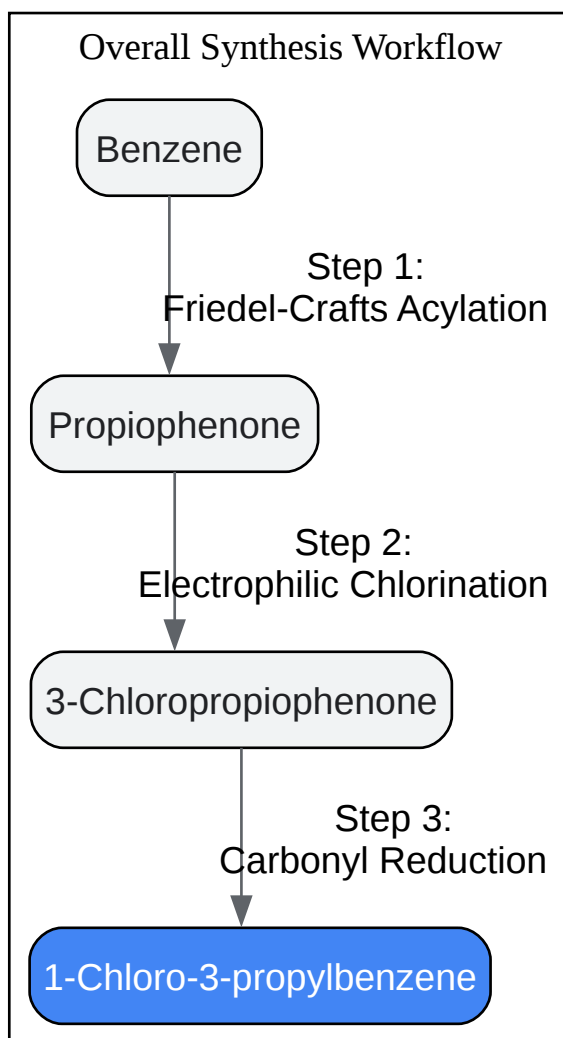 Overall Synthesis Workflow
Benzene
Step 1:
Friedel-Crafts Acylation
Propiophenone
Step 2:
Electrophilic Chlorination
3-Chloropropiophenone
Step 3:
Carbonyl Reduction
1-Chloro-3-propylbenzene